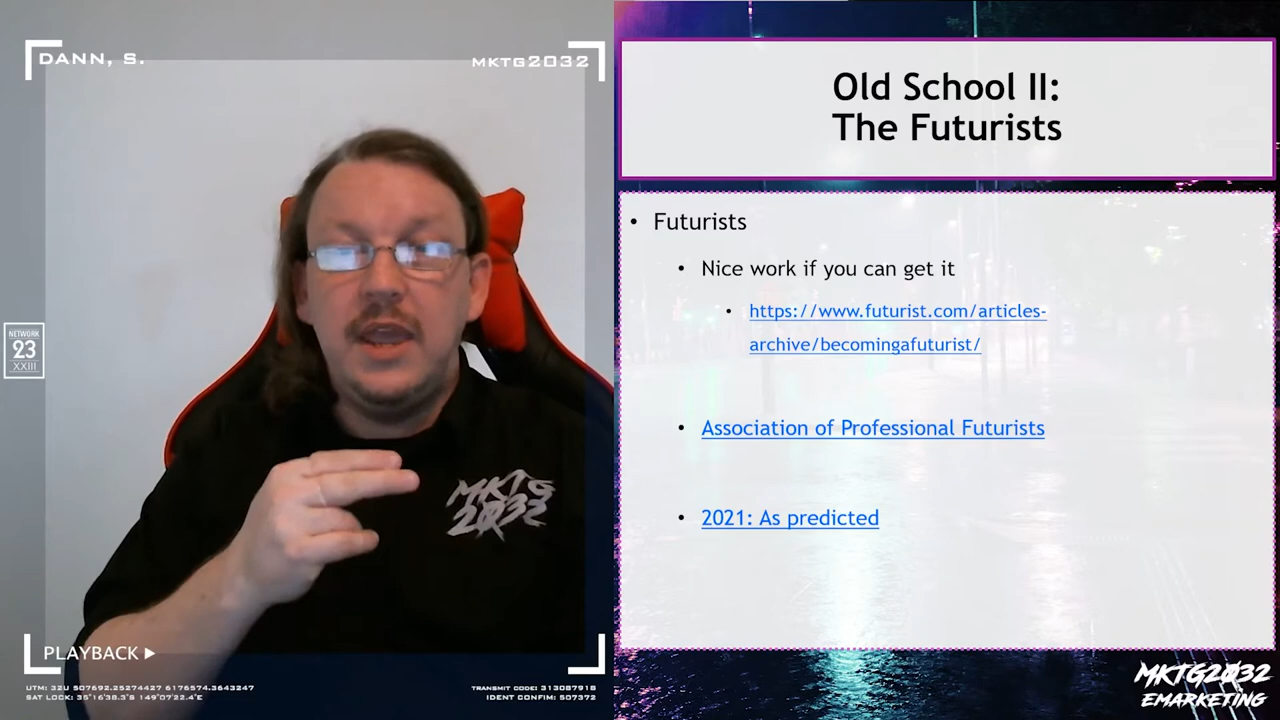 DANN, S.
MKTG2032
NETWORK
23
XXIII
MKTG
2032
PLAYBACK
UTM: 32U 507692.25274427 6176574.3643247
SAT LOCK: 35°16'38.3"S 149°07'22.4"E
TRANSMIT CODE: 313087918
IDENT CONFIM: 507372
Old School II:
The Futurists
• Futurists
• Nice work if you can get it
• https://www.futurist.com/articles-
archive/becomingafuturist/
• Association of Professional Futurists
• 2021: As predicted
MKTG2032
EMARKETING